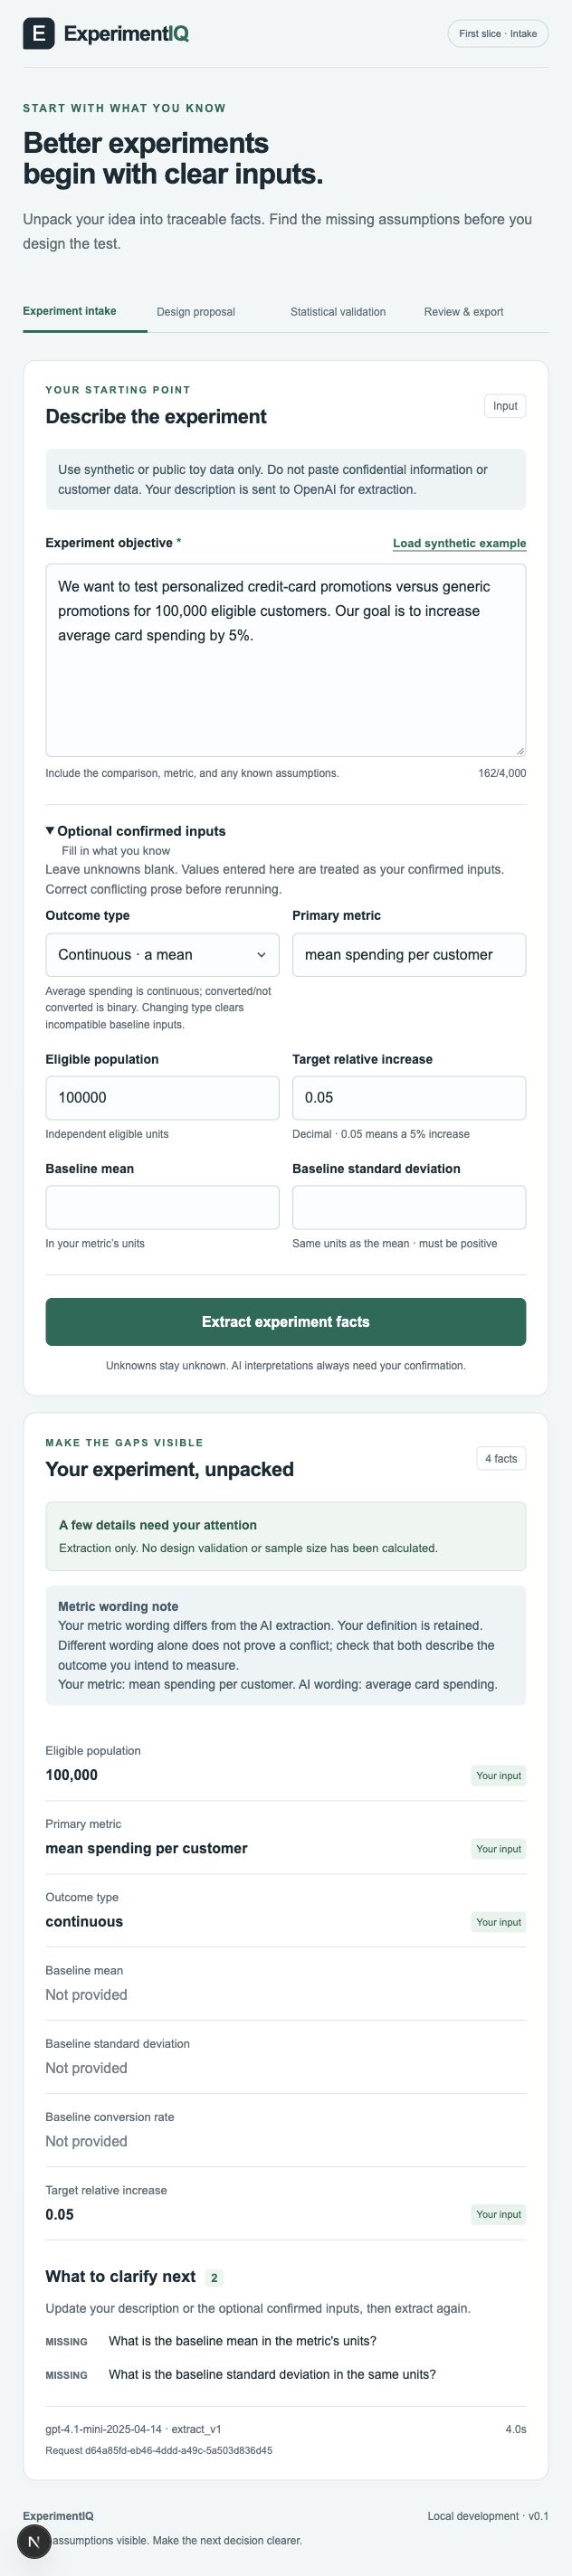 E ExperimentIQ
First slice · Intake
START WITH WHAT YOU KNOW
Better experiments
begin with clear inputs.
Unpack your idea into traceable facts. Find the missing assumptions before you
design the test.
Experiment intake
Design proposal
Statistical validation
Review & export
YOUR STARTING POINT
Describe the experiment
Input
Use synthetic or public toy data only. Do not paste confidential information or
customer data. Your description is sent to OpenAI for extraction.
Experiment objective *
Load synthetic example
We want to test personalized credit-card promotions versus generic
promotions for 100,000 eligible customers. Our goal is to increase
average card spending by 5%.
Include the comparison, metric, and any known assumptions.
162/4,000
Optional confirmed inputs
Fill in what you know
Leave unknowns blank. Values entered here are treated as your confirmed inputs.
Correct conflicting prose before rerunning.
Outcome type
Primary metric
Continuous · a mean
mean spending per customer
Average spending is continuous; converted/not
converted is binary. Changing type clears
incompatible baseline inputs.
Eligible population
Target relative increase
100000
0.05
Independent eligible units
Decimal · 0.05 means a 5% increase
Baseline mean
Baseline standard deviation
In your metric's units
Same units as the mean · must be positive
Extract experiment facts
Unknowns stay unknown. AI interpretations always need your confirmation.
MAKE THE GAPS VISIBLE
Your experiment, unpacked
4 facts
A few details need your attention
Extraction only. No design validation or sample size has been calculated.
Metric wording note
Your metric wording differs from the AI extraction. Your definition is retained.
Different wording alone does not prove a conflict; check that both describe the
outcome you intend to measure.
Your metric: mean spending per customer. AI wording: average card spending.
Eligible population
100,000
Your input
Primary metric
mean spending per customer
Your input
Outcome type
continuous
Your input
Baseline mean
Not provided
Baseline standard deviation
Not provided
Baseline conversion rate
Not provided
Target relative increase
0.05
Your input
What to clarify next 2
Update your description or the optional confirmed inputs, then extract again.
MISSING What is the baseline mean in the metric's units?
MISSING What is the baseline standard deviation in the same units?
gpt-4.1-mini-2025-04-14 · extract_v1
4.0s
Request d64a85fd-eb46-4ddd-a49c-5a503d836d45
ExperimentIQ
Local development · v0.1
N
assumptions visible. Make the next decision clearer.